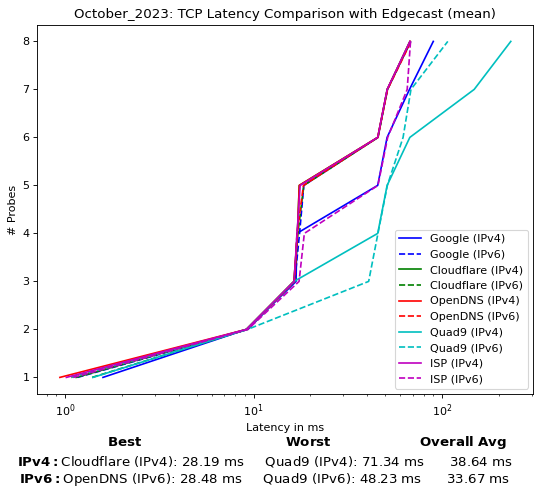 October_2023: TCP Latency Comparison with Edgecast (mean)
# Probes
8
7
6
5
4
3
2
1
10⁰
10¹
10²
Latency in ms
Google (IPv4)
Google (IPv6)
Cloudflare (IPv4)
Cloudflare (IPv6)
OpenDNS (IPv4)
OpenDNS (IPv6)
Quad9 (IPv4)
Quad9 (IPv6)
ISP (IPv4)
ISP (IPv6)
Best Worst Overall Avg
IPv4: Cloudflare (IPv4): 28.19 ms Quad9 (IPv4): 71.34 ms 38.64 ms
IPv6: OpenDNS (IPv6): 28.48 ms Quad9 (IPv6): 48.23 ms 33.67 ms